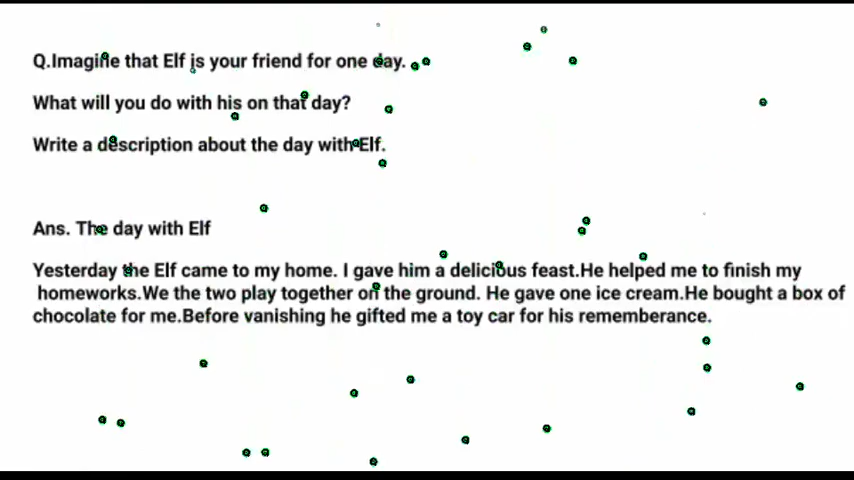 Q.Imagine that Elf is your friend for one day.
What will you do with his on that day?
Write a description about the day with Elf.
Ans. The day with Elf
Yesterday the Elf came to my home. I gave him a delicious feast.He helped me to finish my
homeworks.We the two play together on the ground. He gave one ice cream.He bought a box of
chocolate for me.Before vanishing he gifted me a toy car for his rememberance.